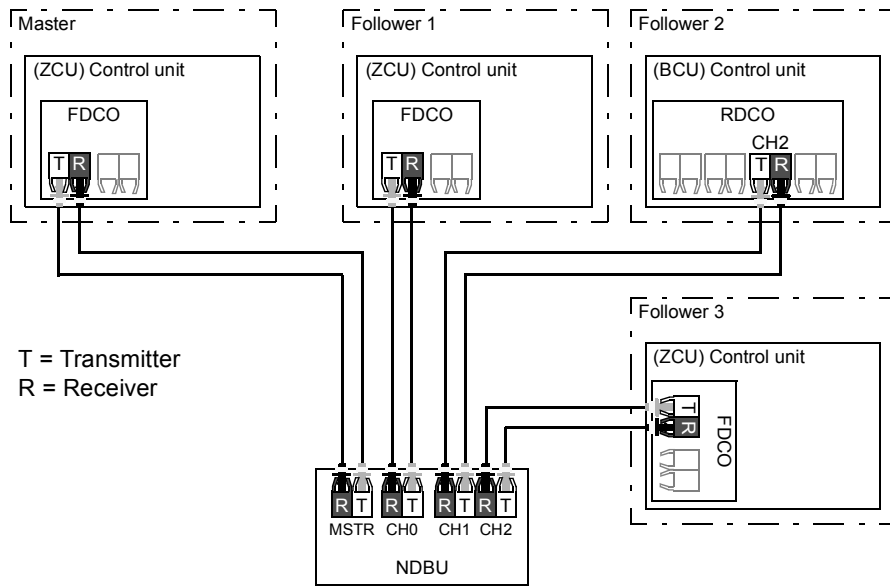 Master
(ZCU) Control unit
FDCO
T R
Follower 1
(ZCU) Control unit
FDCO
T R
Follower 2
(BCU) Control unit
RDCO
CH2
T R
T = Transmitter
R = Receiver
Follower 3
(ZCU) Control unit
T
R
FDCO
R T R T R T R T
MSTR CH0 CH1 CH2
NDBU